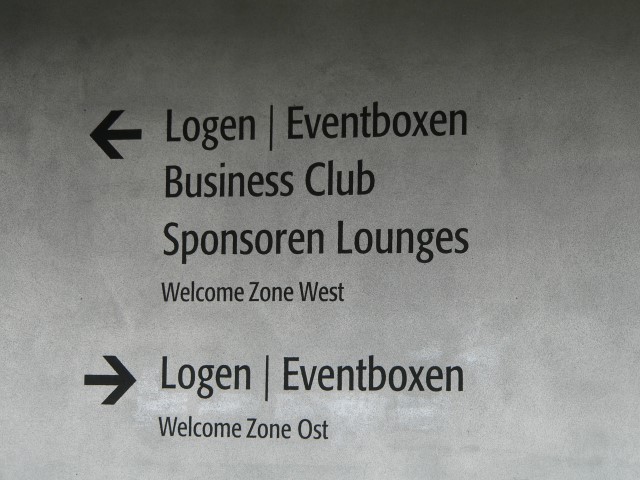 Logen | Eventboxen
Business Club
Sponsoren Lounges
Welcome Zone West
Logen | Eventboxen
Welcome Zone Ost